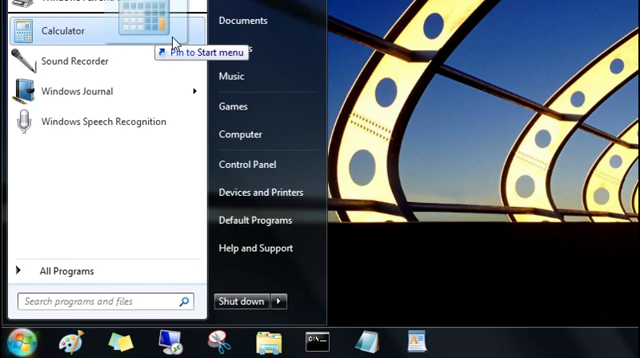 Calculator
Pin to Start menu
Sound Recorder
Windows Journal
Windows Speech Recognition
All Programs
Search programs and files
Documents
Music
Games
Computer
Control Panel
Devices and Printers
Default Programs
Help and Support
Shut down